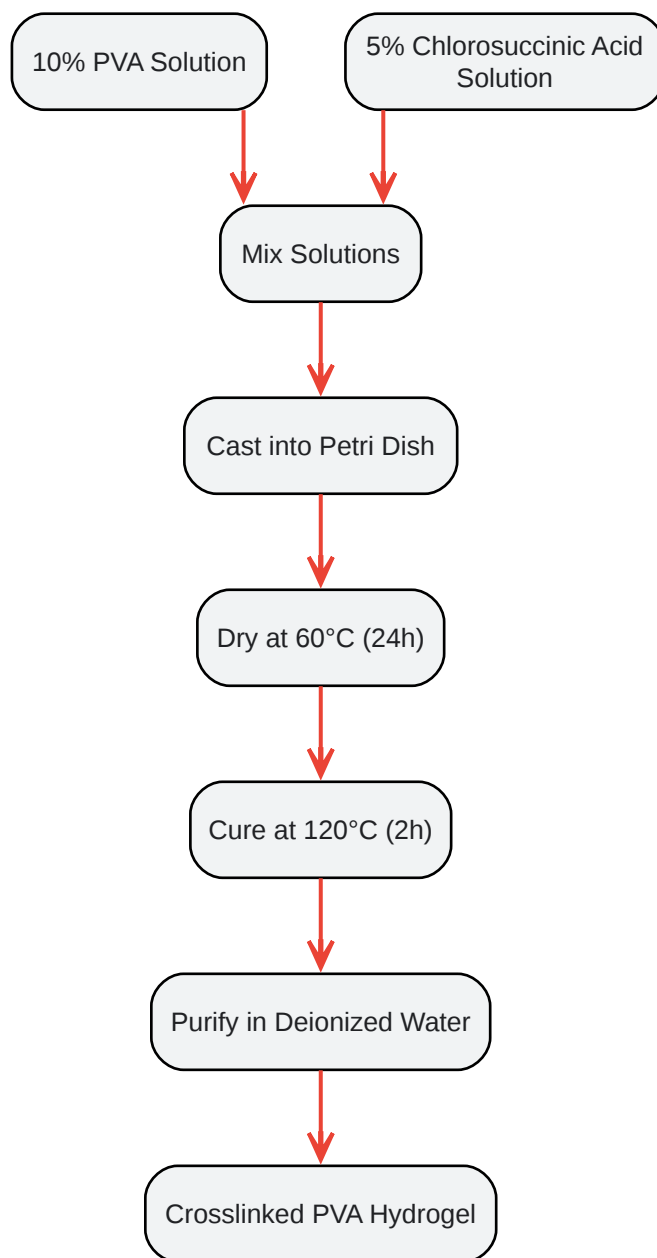 10% PVA Solution
5% Chlorosuccinic Acid
Solution
Mix Solutions
Cast into Petri Dish
Dry at 60°C (24h)
Cure at 120°C (2h)
Purify in Deionized Water
Crosslinked PVA Hydrogel